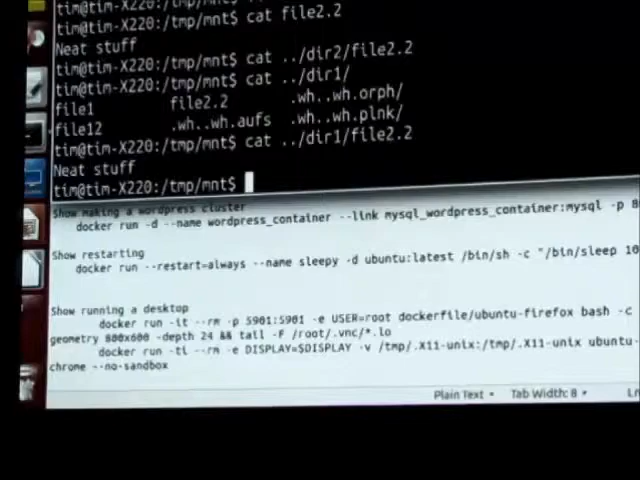 tim@tim-X220:/tmp/mnt$ cat file2.2
Neat stuff
tim@tim-X220:/tmp/mnt$ cat ../dir2/file2.2
tim@tim-X220:/tmp/mnt$ cat ../dir1/
file1 file2.2 .wh..wh.orph/
file12 .wh..wh.aufs .wh..wh.plnk/
tim@tim-X220:/tmp/mnt$ cat ../dir1/file2.2
Neat stuff
tim@tim-X220:/tmp/mnt$
Show making a wordpress cluster
docker run -d --name wordpress_container --link mysql_wordpress_container:mysql -p 8
Show restarting
docker run --restart=always --name sleepy -d ubuntu:latest /bin/sh -c "/bin/sleep 10
Show running a desktop
docker run -it --rm -p 5901:5901 -e USER=root dockerfile/ubuntu-firefox bash -c
geometry 800x600 -depth 24 && tail -F /root/.vnc/*.lo
docker run -ti --rm -e DISPLAY=$DISPLAY -v /tmp/.X11-unix:/tmp/.X11-unix ubuntu-
chrome --no-sandbox
Plain Text Tab Width: 8 Ln